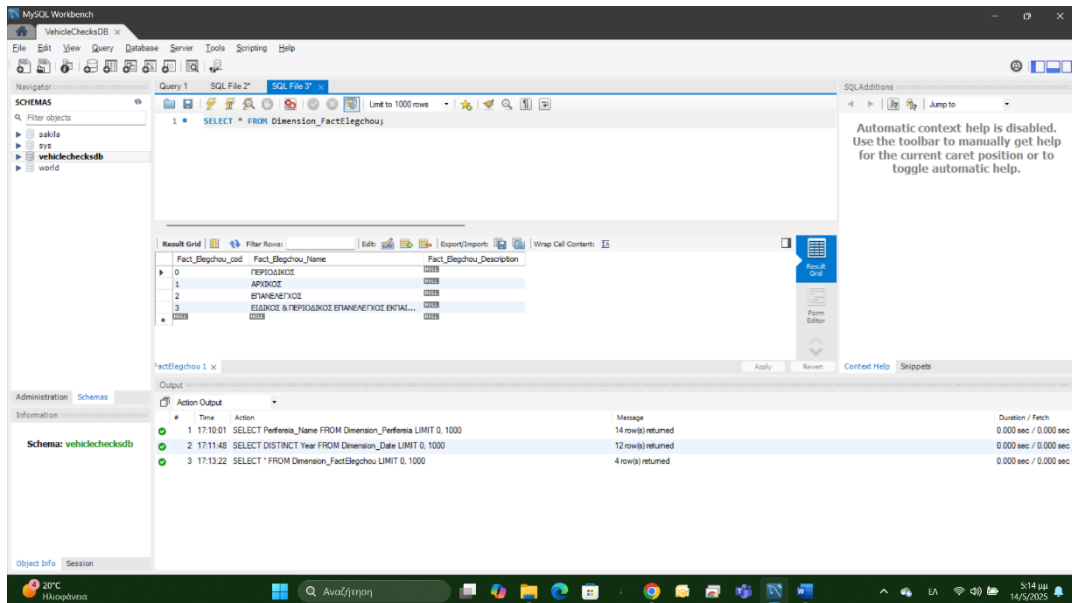 MySQL Workbench
VehicleChecksDB ×
File Edit View Query Database Server Tools Scripting Help
Navigator
SCHEMAS
Filter objects
sakila
sys
vehiclechecksdb
world
Administration Schemas
Information
Schema: vehiclechecksdb
Object Info Session
Query 1 SQL File 2* SQL File 3* ×
Limit to 1000 rows
1 SELECT * FROM Dimension_FactElegchou;
Result Grid Filter Rows: Edit: Export/Import: Wrap Cell Content:
Fact_Elegchou_cod Fact_Elegchou_Name Fact_Elegchou_Description
0 ΠΕΡΙΟΔΙΚΟΣ NULL
1 ΑΡΧΙΚΟΣ NULL
2 ΕΠΑΝΕΛΕΓΧΟΣ NULL
3 ΕΙΔΙΚΟΣ & ΠΕΡΙΟΔΙΚΟΣ ΕΠΑΝΕΛΕΓΧΟΣ ΕΚΠΑΙ... NULL
NULL NULL NULL
Result Grid
Form Editor
FactElegchou 1 × Apply Revert
SQLAdditions
Jump to
Automatic context help is disabled.
Use the toolbar to manually get help
for the current caret position or to
toggle automatic help.
Context Help Snippets
Output
Action Output
# Time Action Message Duration / Fetch
1 17:10:01 SELECT Perifereia_Name FROM Dimension_Perifereia LIMIT 0, 1000 14 row(s) returned 0.000 sec / 0.000 sec
2 17:11:48 SELECT DISTINCT Year FROM Dimension_Date LIMIT 0, 1000 12 row(s) returned 0.000 sec / 0.000 sec
3 17:13:22 SELECT * FROM Dimension_FactElegchou LIMIT 0, 1000 4 row(s) returned 0.000 sec / 0.000 sec
4 20°C
Ηλιοφάνεια
Αναζήτηση
ΕΛ
5:14 μμ
14/5/2025